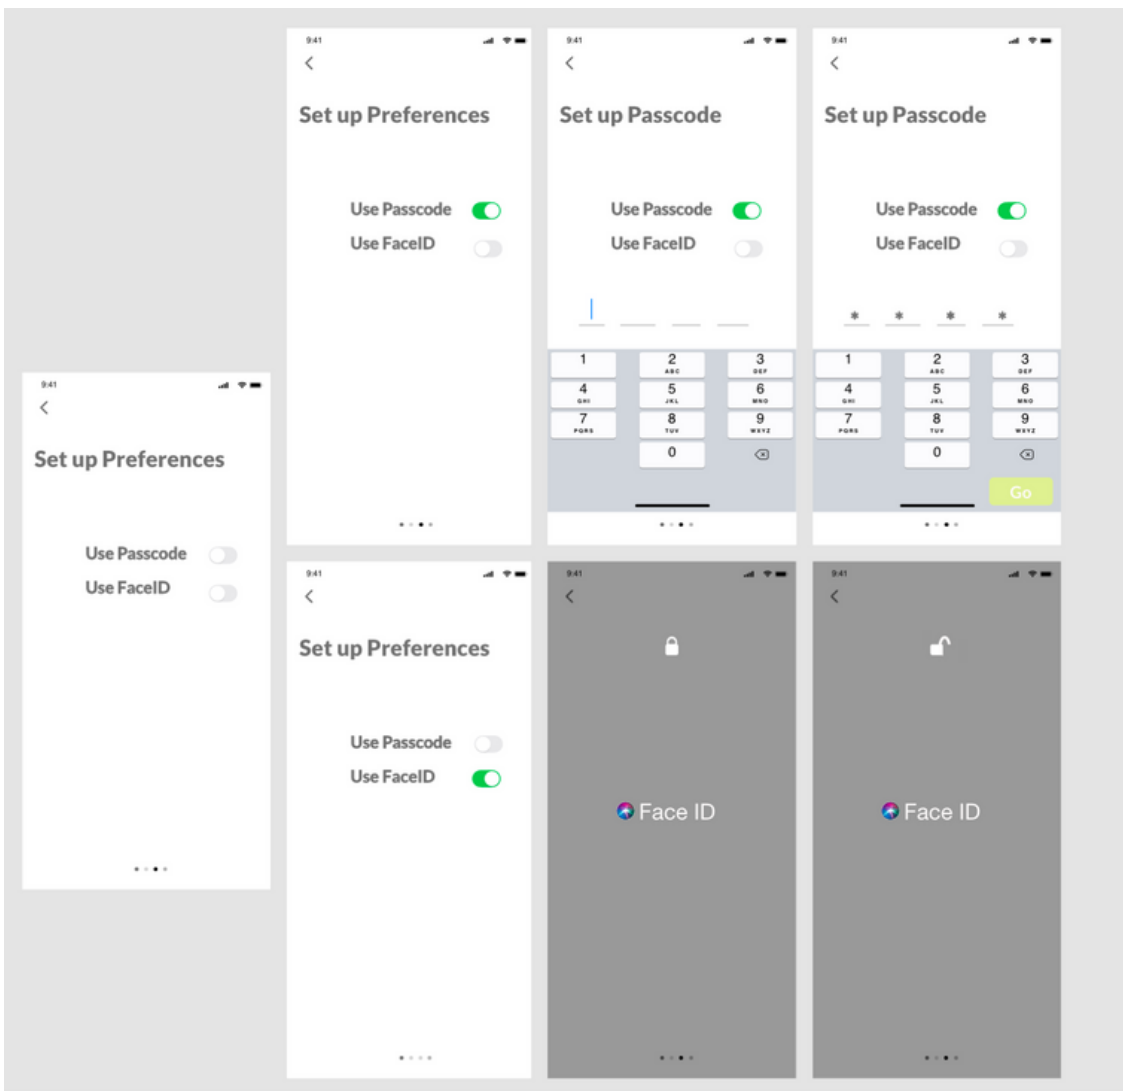 9:41
Set up Preferences
Use Passcode
Use FaceID
9:41
Set up Preferences
Use Passcode
Use FaceID
9:41
Set up Passcode
Use Passcode
Use FaceID
1 2 3
ABC DEF
4 5 6
GHI JKL MNO
7 8 9
PQRS TUV WXYZ
0
9:41
Set up Passcode
Use Passcode
Use FaceID
* * * *
1 2 3
ABC DEF
4 5 6
GHI JKL MNO
7 8 9
PQRS TUV WXYZ
0
Go
9:41
Set up Preferences
Use Passcode
Use FaceID
9:41
Face ID
9:41
Face ID